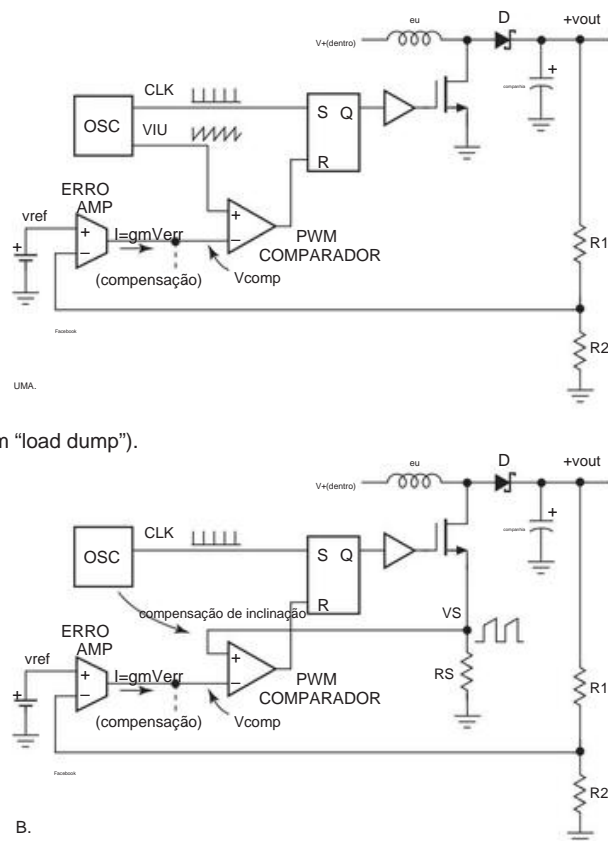 eu
D
+vout
V+(dentro)
CLK
+
companhia
OSC
VIU
S Q
R
ERRO
AMP
vref
I=gmVerr
+
+
−
+
−
PWM
COMPARADOR
R1
(compensação)
Vcomp
Facebook
R2
UMA.
m “load dump”).
eu
D
+vout
V+(dentro)
CLK
+
companhia
OSC
S Q
R
compensação de inclinação
VS
ERRO
AMP
vref
I=gmVerr
+
+
−
+
−
RS
PWM
COMPARADOR
R1
(compensação)
Vcomp
Facebook
R2
B.